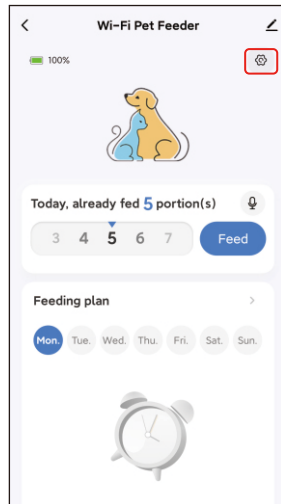 Wi-Fi Pet Feeder
100%
Today, already fed 5 portion(s)
3 4 5 6 7 Feed
Feeding plan
Mon. Tue. Wed. Thu. Fri. Sat. Sun.